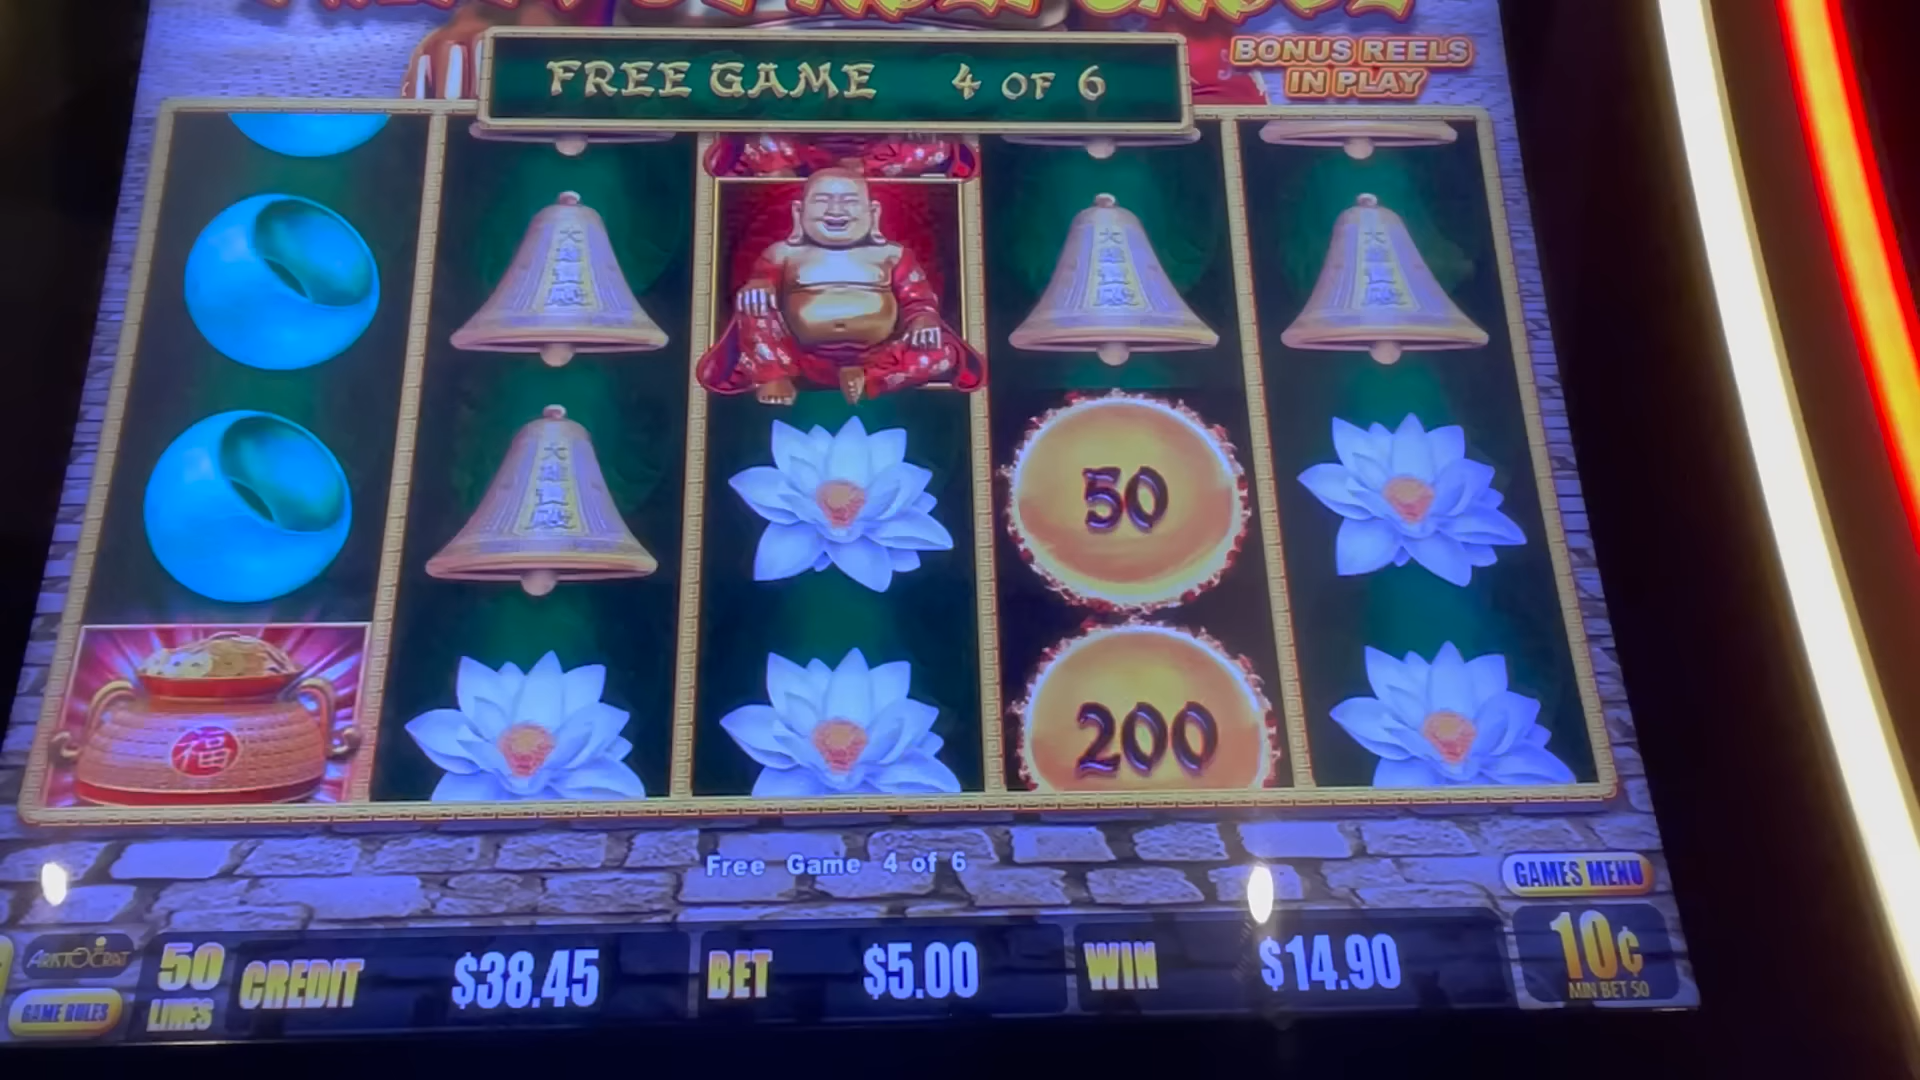 FREE GAME 4 OF 6
BONUS REELS
IN PLAY
50
200
福
Free Game 4 of 6
GAMES MENU
ARISTOCRAT
GAME RULES
50
LINES
CREDIT $38.45
BET $5.00
WIN $14.90
10¢
MIN BET 50